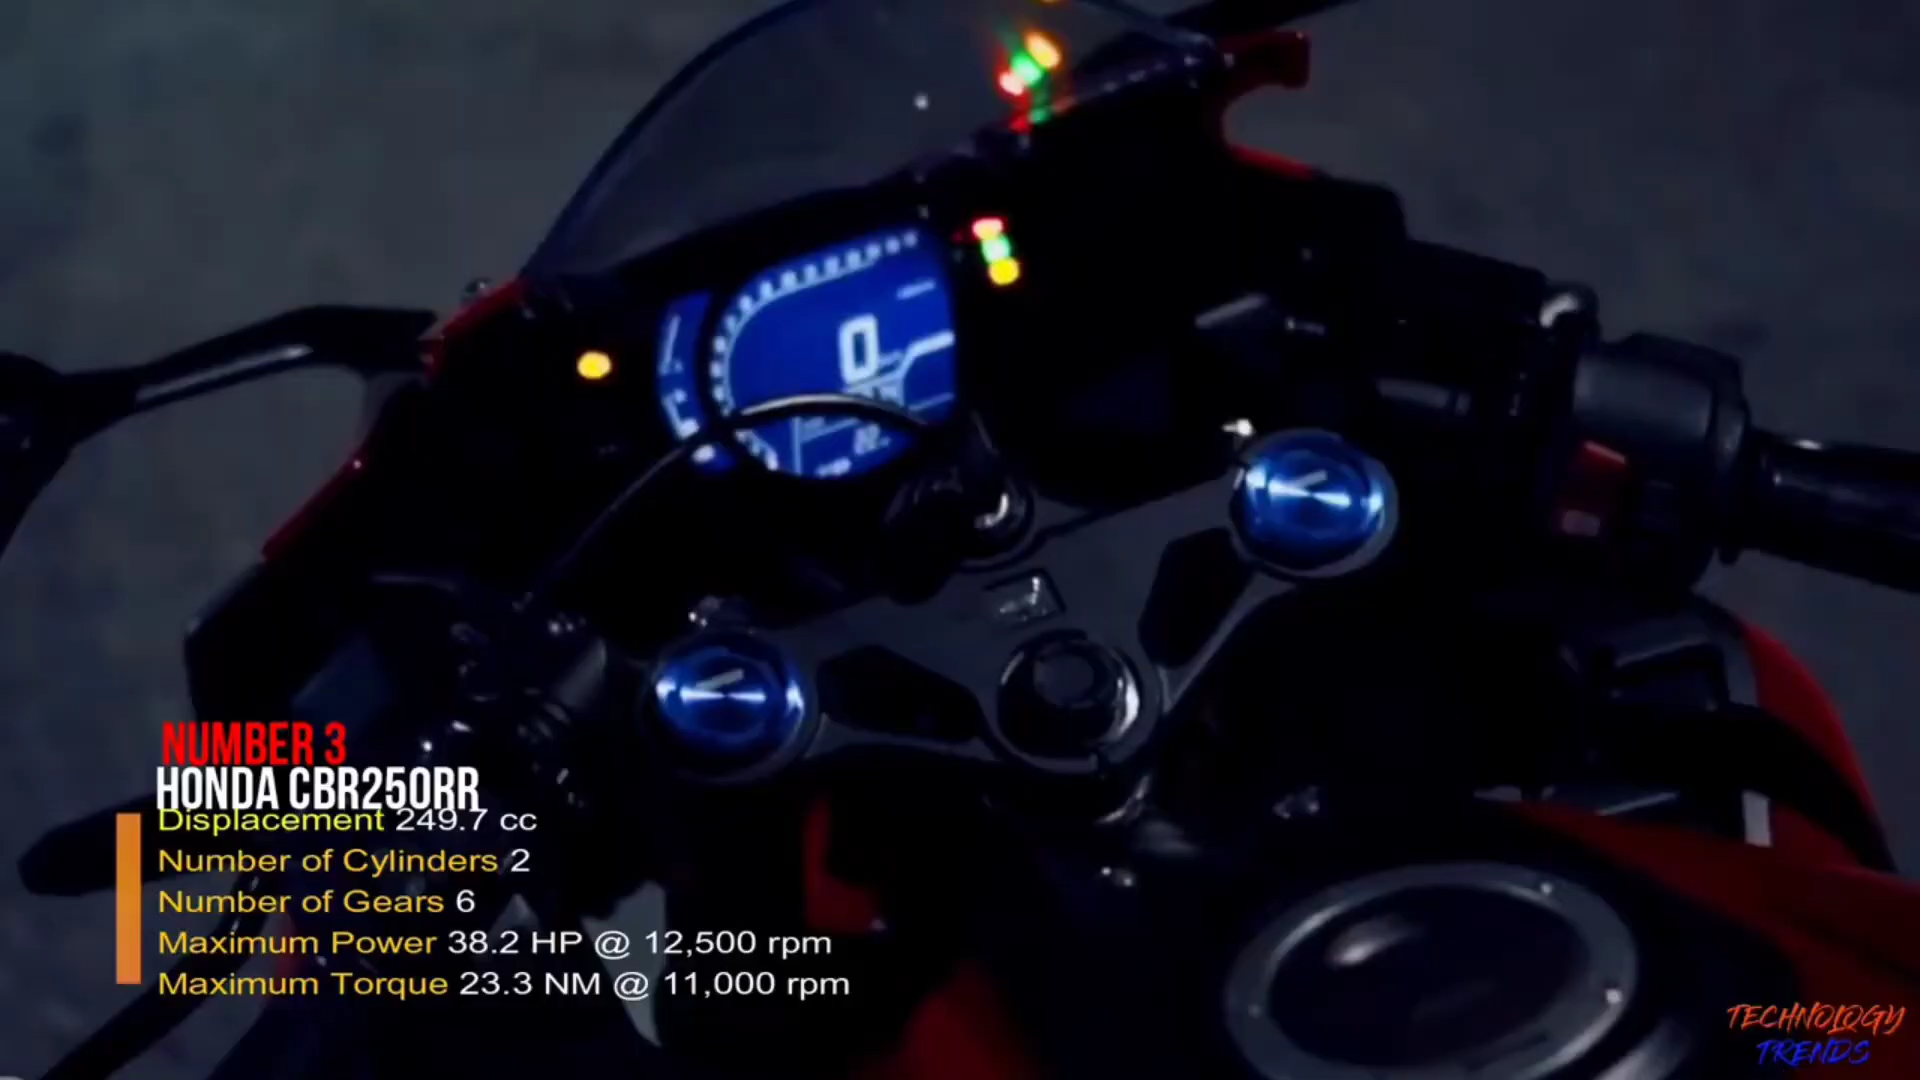 0
NUMBER 3
HONDA CBR250RR
Displacement 249.7 cc
Number of Cylinders 2
Number of Gears 6
Maximum Power 38.2 HP @ 12,500 rpm
Maximum Torque 23.3 NM @ 11,000 rpm
TECHNOLOGY
TRENDS